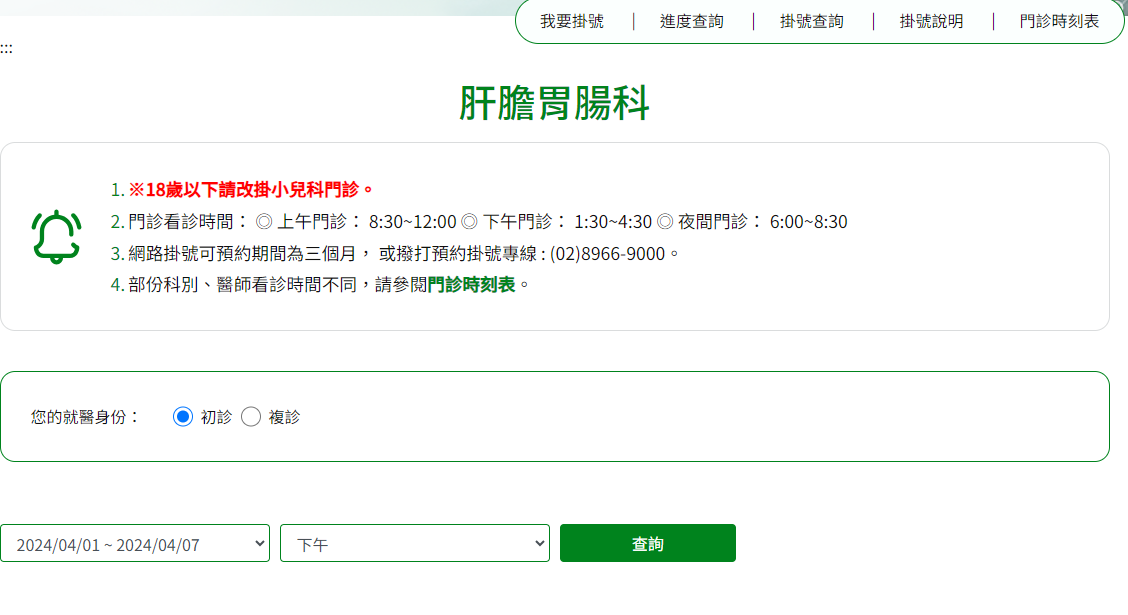 我要掛號 | 進度查詢 | 掛號查詢 | 掛號說明 | 門診時刻表
:::
肝膽胃腸科
1. ※18歲以下請改掛小兒科門診。
2. 門診看診時間： ◎ 上午門診： 8:30~12:00 ◎ 下午門診： 1:30~4:30 ◎ 夜間門診： 6:00~8:30
3. 網路掛號可預約期間為三個月， 或撥打預約掛號專線 : (02)8966-9000。
4. 部份科別、醫師看診時間不同，請參閱門診時刻表。
您的就醫身份： 初診 複診
2024/04/01 ~ 2024/04/07 下午 查詢